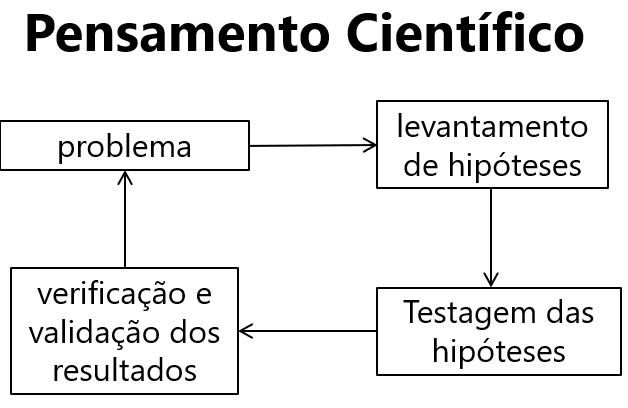 Pensamento Científico
problema
levantamento
de hipóteses
Testagem das
hipóteses
verificação e
validação dos
resultados